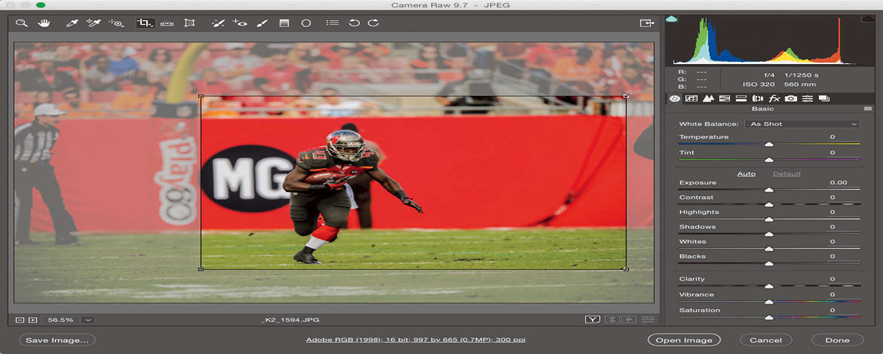 Camera Raw 9.7 - JPEG
R: ---
G: ---
B: ---
f/4 1/1250 s
ISO 320 560 mm
Basic
White Balance: As Shot
Temperature 0
Tint 0
Auto Default
Exposure 0.00
Contrast 0
Highlights 0
Shadows 0
Whites 0
Blacks 0
Clarity 0
Vibrance 0
Saturation 0
Play60
MG
56.5% _K2_1594.JPG
Save Image... Adobe RGB (1998); 16 bit; 997 by 665 (0.7MP); 300 ppi Open Image Cancel Done